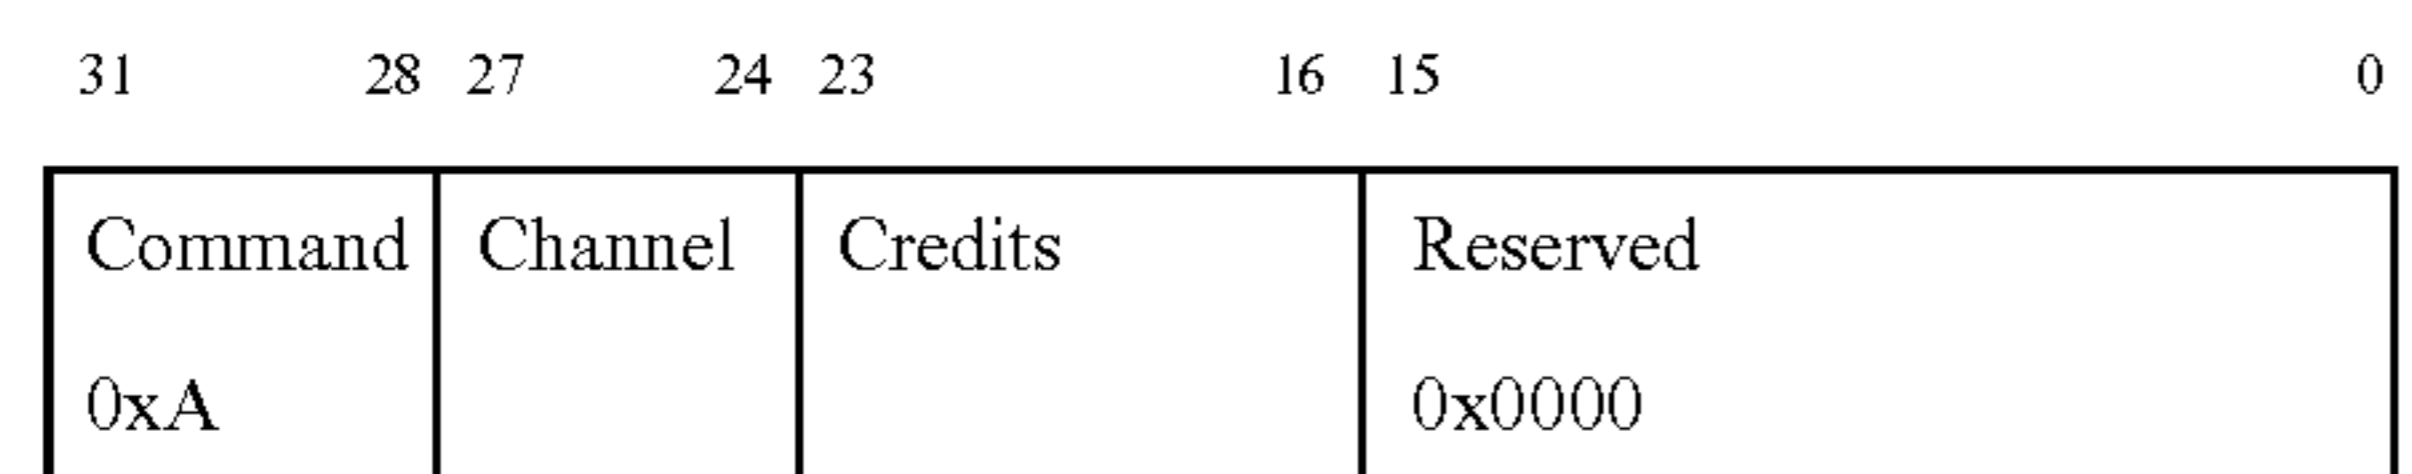 31 28 27 24 23 16 15 0
Command Channel Credits Reserved
0xA 0x0000